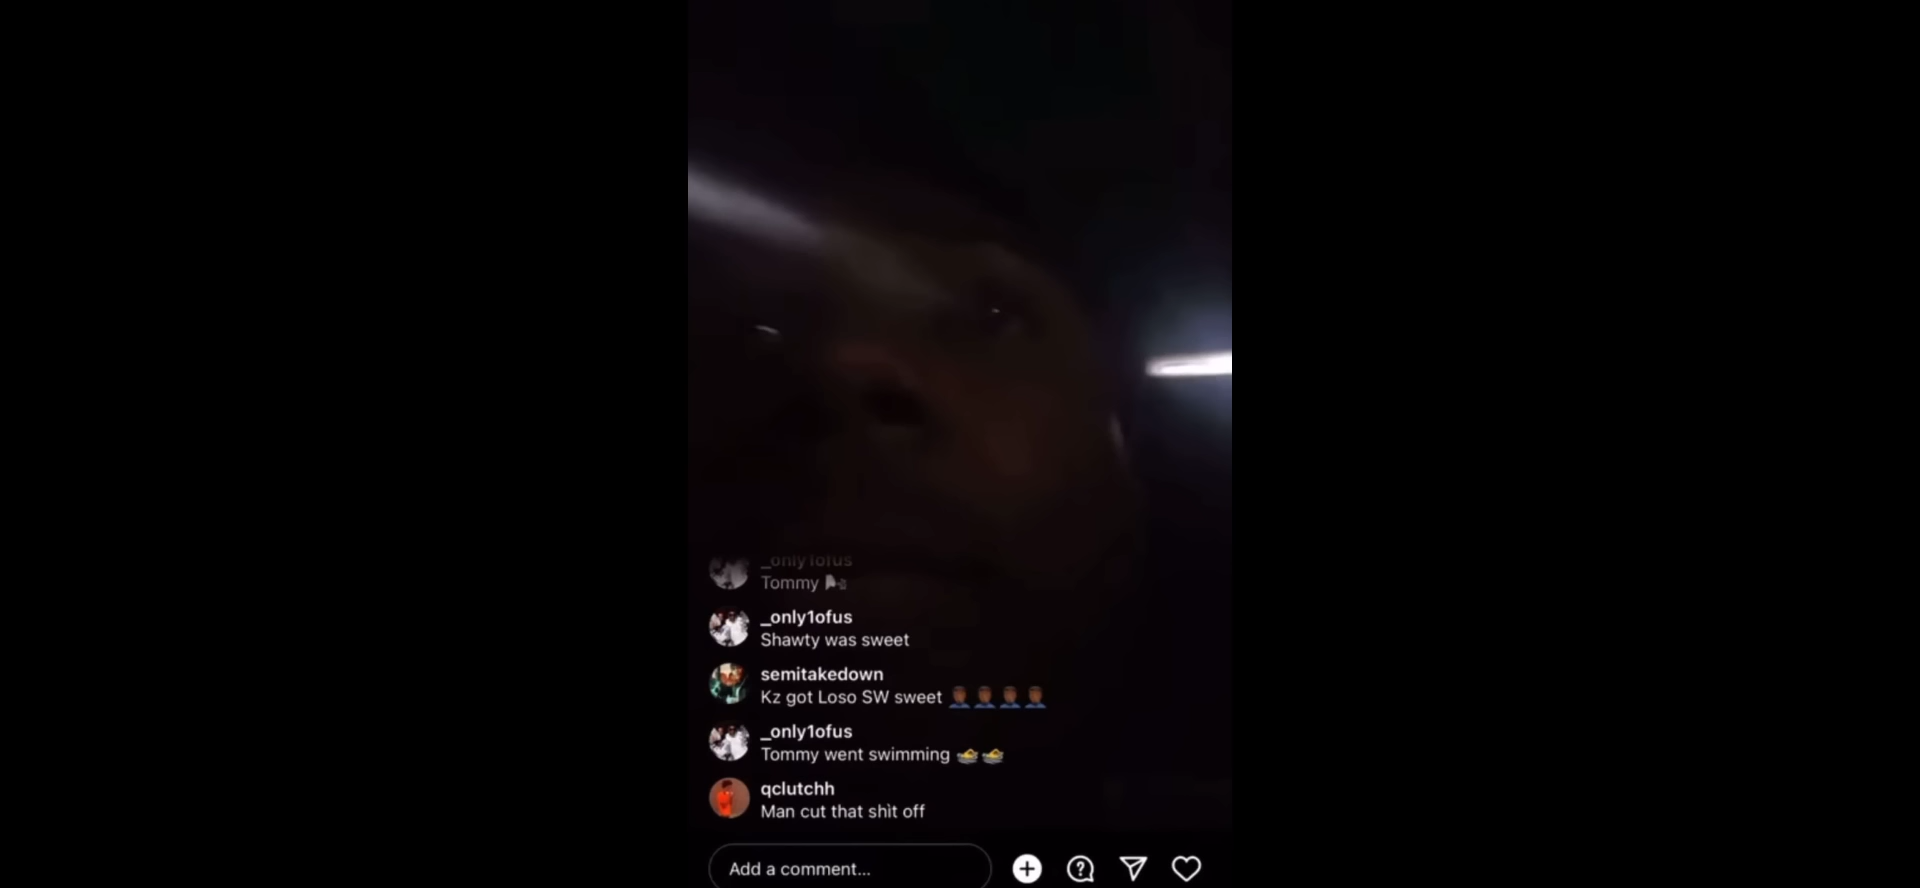 _only1ofus
Tommy
_only1ofus
Shawty was sweet
semitakedown
Kz got Loso SW sweet
_only1ofus
Tommy went swimming
qclutchh
Man cut that shit off
Add a comment...